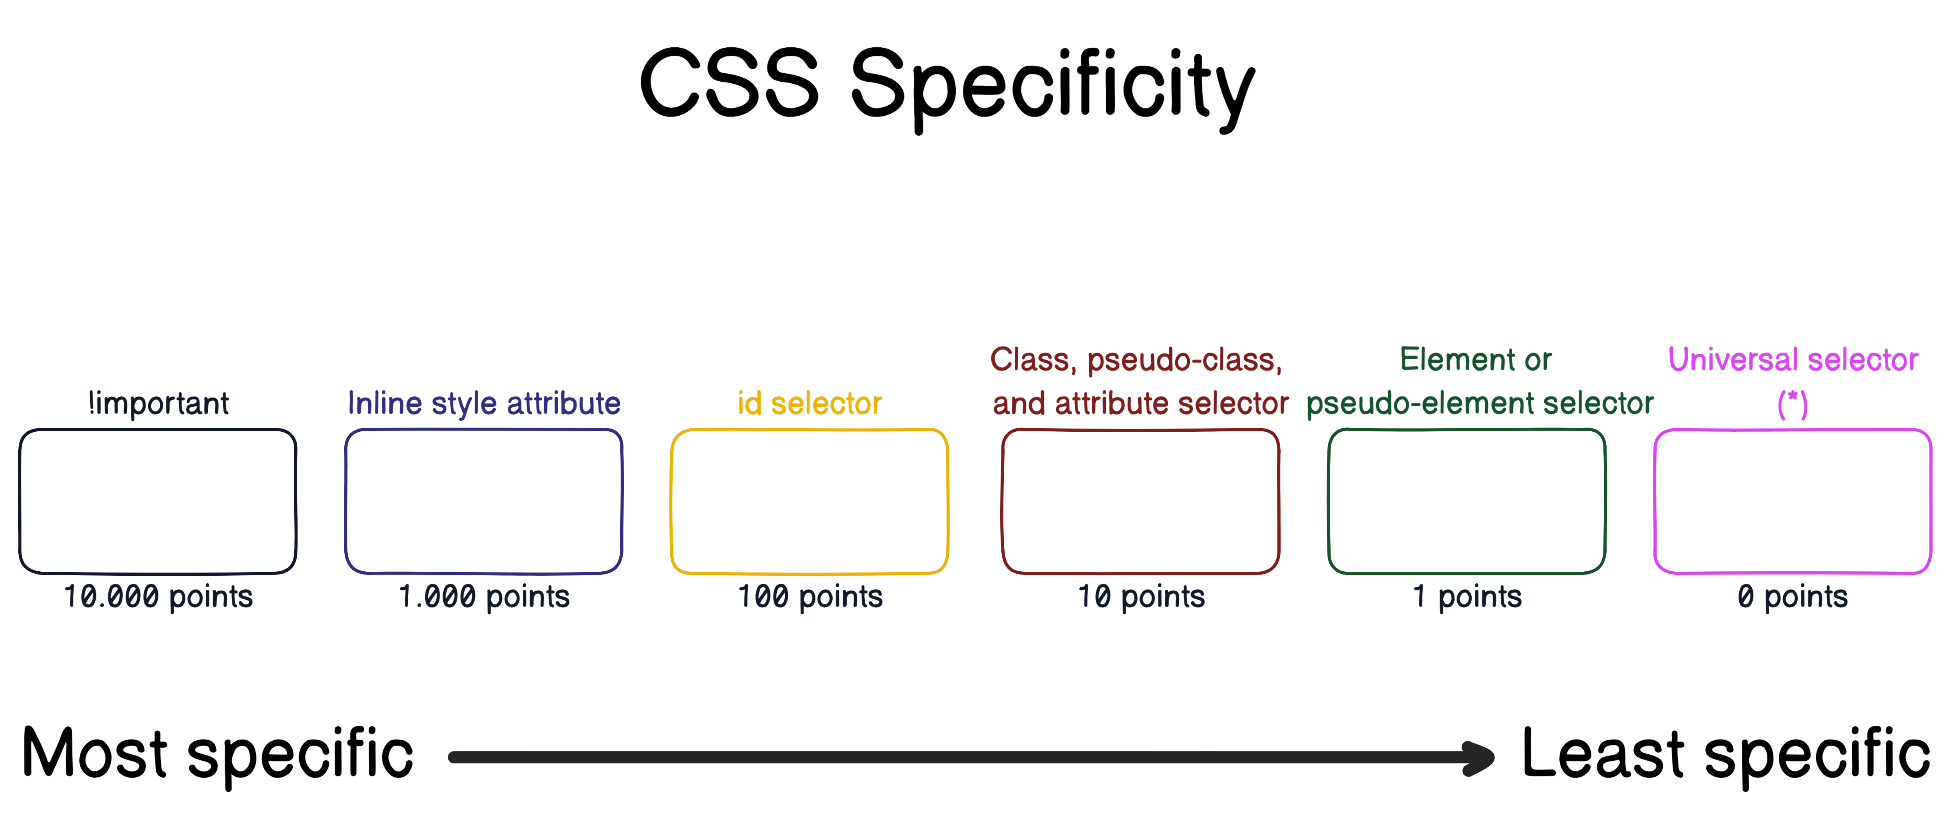 CSS Specificity
!important
Inline style attribute
id selector
Class, pseudo-class,
and attribute selector
Element or
pseudo-element selector
Universal selector
(*)
10.000 points
1.000 points
100 points
10 points
1 points
0 points
Most specific
Least specific